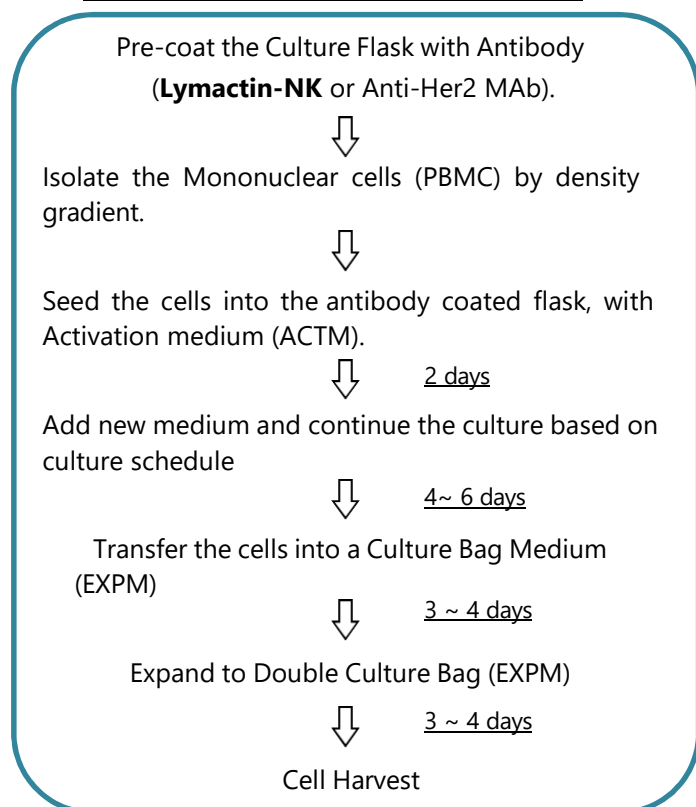 Pre-coat the Culture Flask with Antibody
(Lymactin-NK or Anti-Her2 MAb).
Isolate the Mononuclear cells (PBMC) by density
gradient.
Seed the cells into the antibody coated flask, with
Activation medium (ACTM).
2 days
Add new medium and continue the culture based on
culture schedule
4~ 6 days
Transfer the cells into a Culture Bag Medium
(EXPM)
3 ~ 4 days
Expand to Double Culture Bag (EXPM)
3 ~ 4 days
Cell Harvest